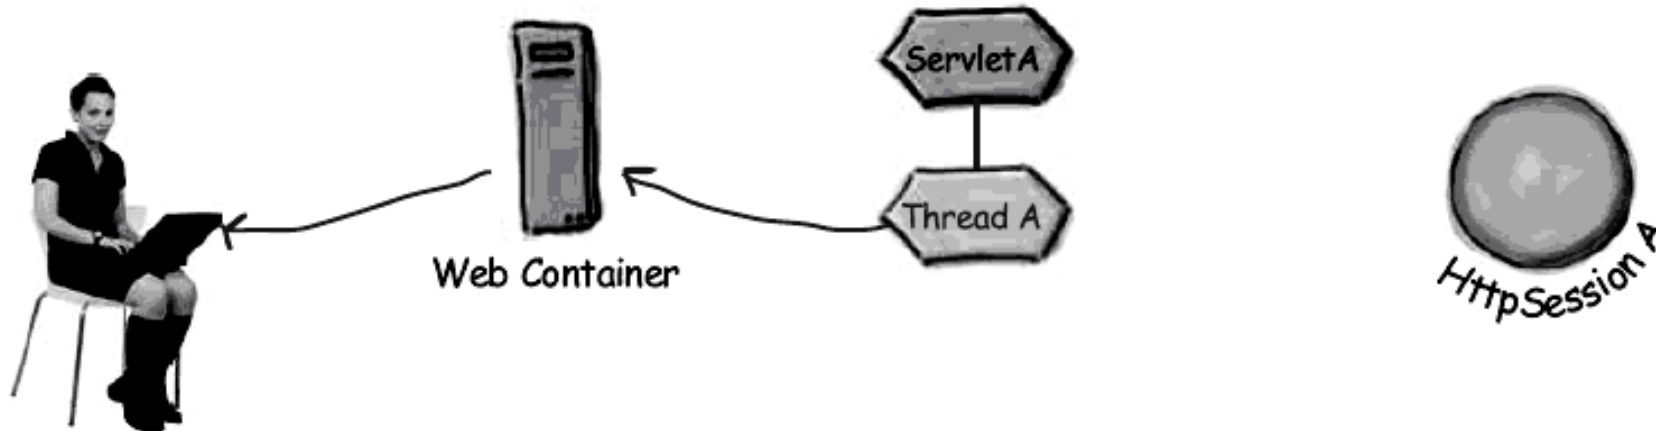 ServletA
Thread A
Web Container
HttpSession A